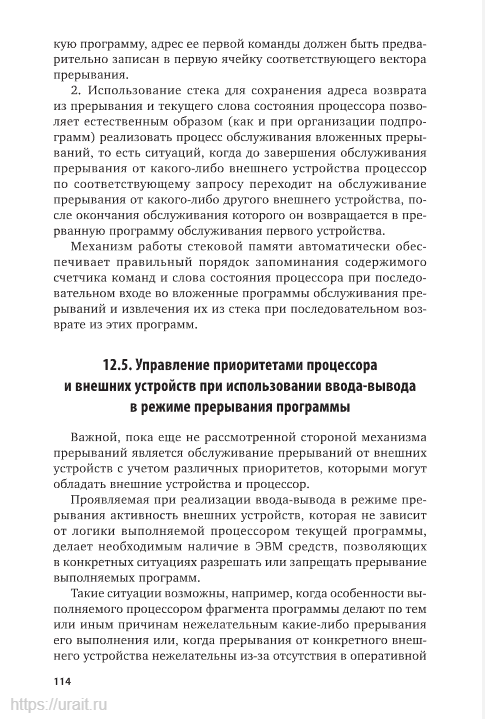 кую программу, адрес ее первой команды должен быть предва-
рительно записан в первую ячейку соответствующего вектора
прерывания.
2. Использование стека для сохранения адреса возврата
из прерывания и текущего слова состояния процессора позво-
ляет естественным образом (как и при организации подпро-
грамм) реализовать процесс обслуживания вложенных преры-
ваний, то есть ситуаций, когда до завершения обслуживания
прерывания от какого-либо внешнего устройства процессор
по соответствующему запросу переходит на обслуживание
прерывания от какого-либо другого внешнего устройства, по-
сле окончания обслуживания которого он возвращается в пре-
рванную программу обслуживания первого устройства.
Механизм работы стековой памяти автоматически обес-
печивает правильный порядок запоминания содержимого
счетчика команд и слова состояния процессора при последо-
вательном входе во вложенные программы обслуживания пре-
рываний и извлечения их из стека при последовательном воз-
врате из этих программ.
12.5. Управление приоритетами процессора
и внешних устройств при использовании ввода-вывода
в режиме прерывания программы
Важной, пока еще не рассмотренной стороной механизма
прерываний является обслуживание прерываний от внешних
устройств с учетом различных приоритетов, которыми могут
обладать внешние устройства и процессор.
Проявляемая при реализации ввода-вывода в режиме пре-
рывания активность внешних устройств, которая не зависит
от логики выполняемой процессором текущей программы,
делает необходимым наличие в ЭВМ средств, позволяющих
в конкретных ситуациях разрешать или запрещать прерывание
выполняемых программ.
Такие ситуации возможны, например, когда особенности вы-
полняемого процессором фрагмента программы делают по тем
или иным причинам нежелательным какие-либо прерывания
его выполнения или, когда прерывания от конкретного внеш-
него устройства нежелательны из-за отсутствия в оперативной
114
https://urait.ru